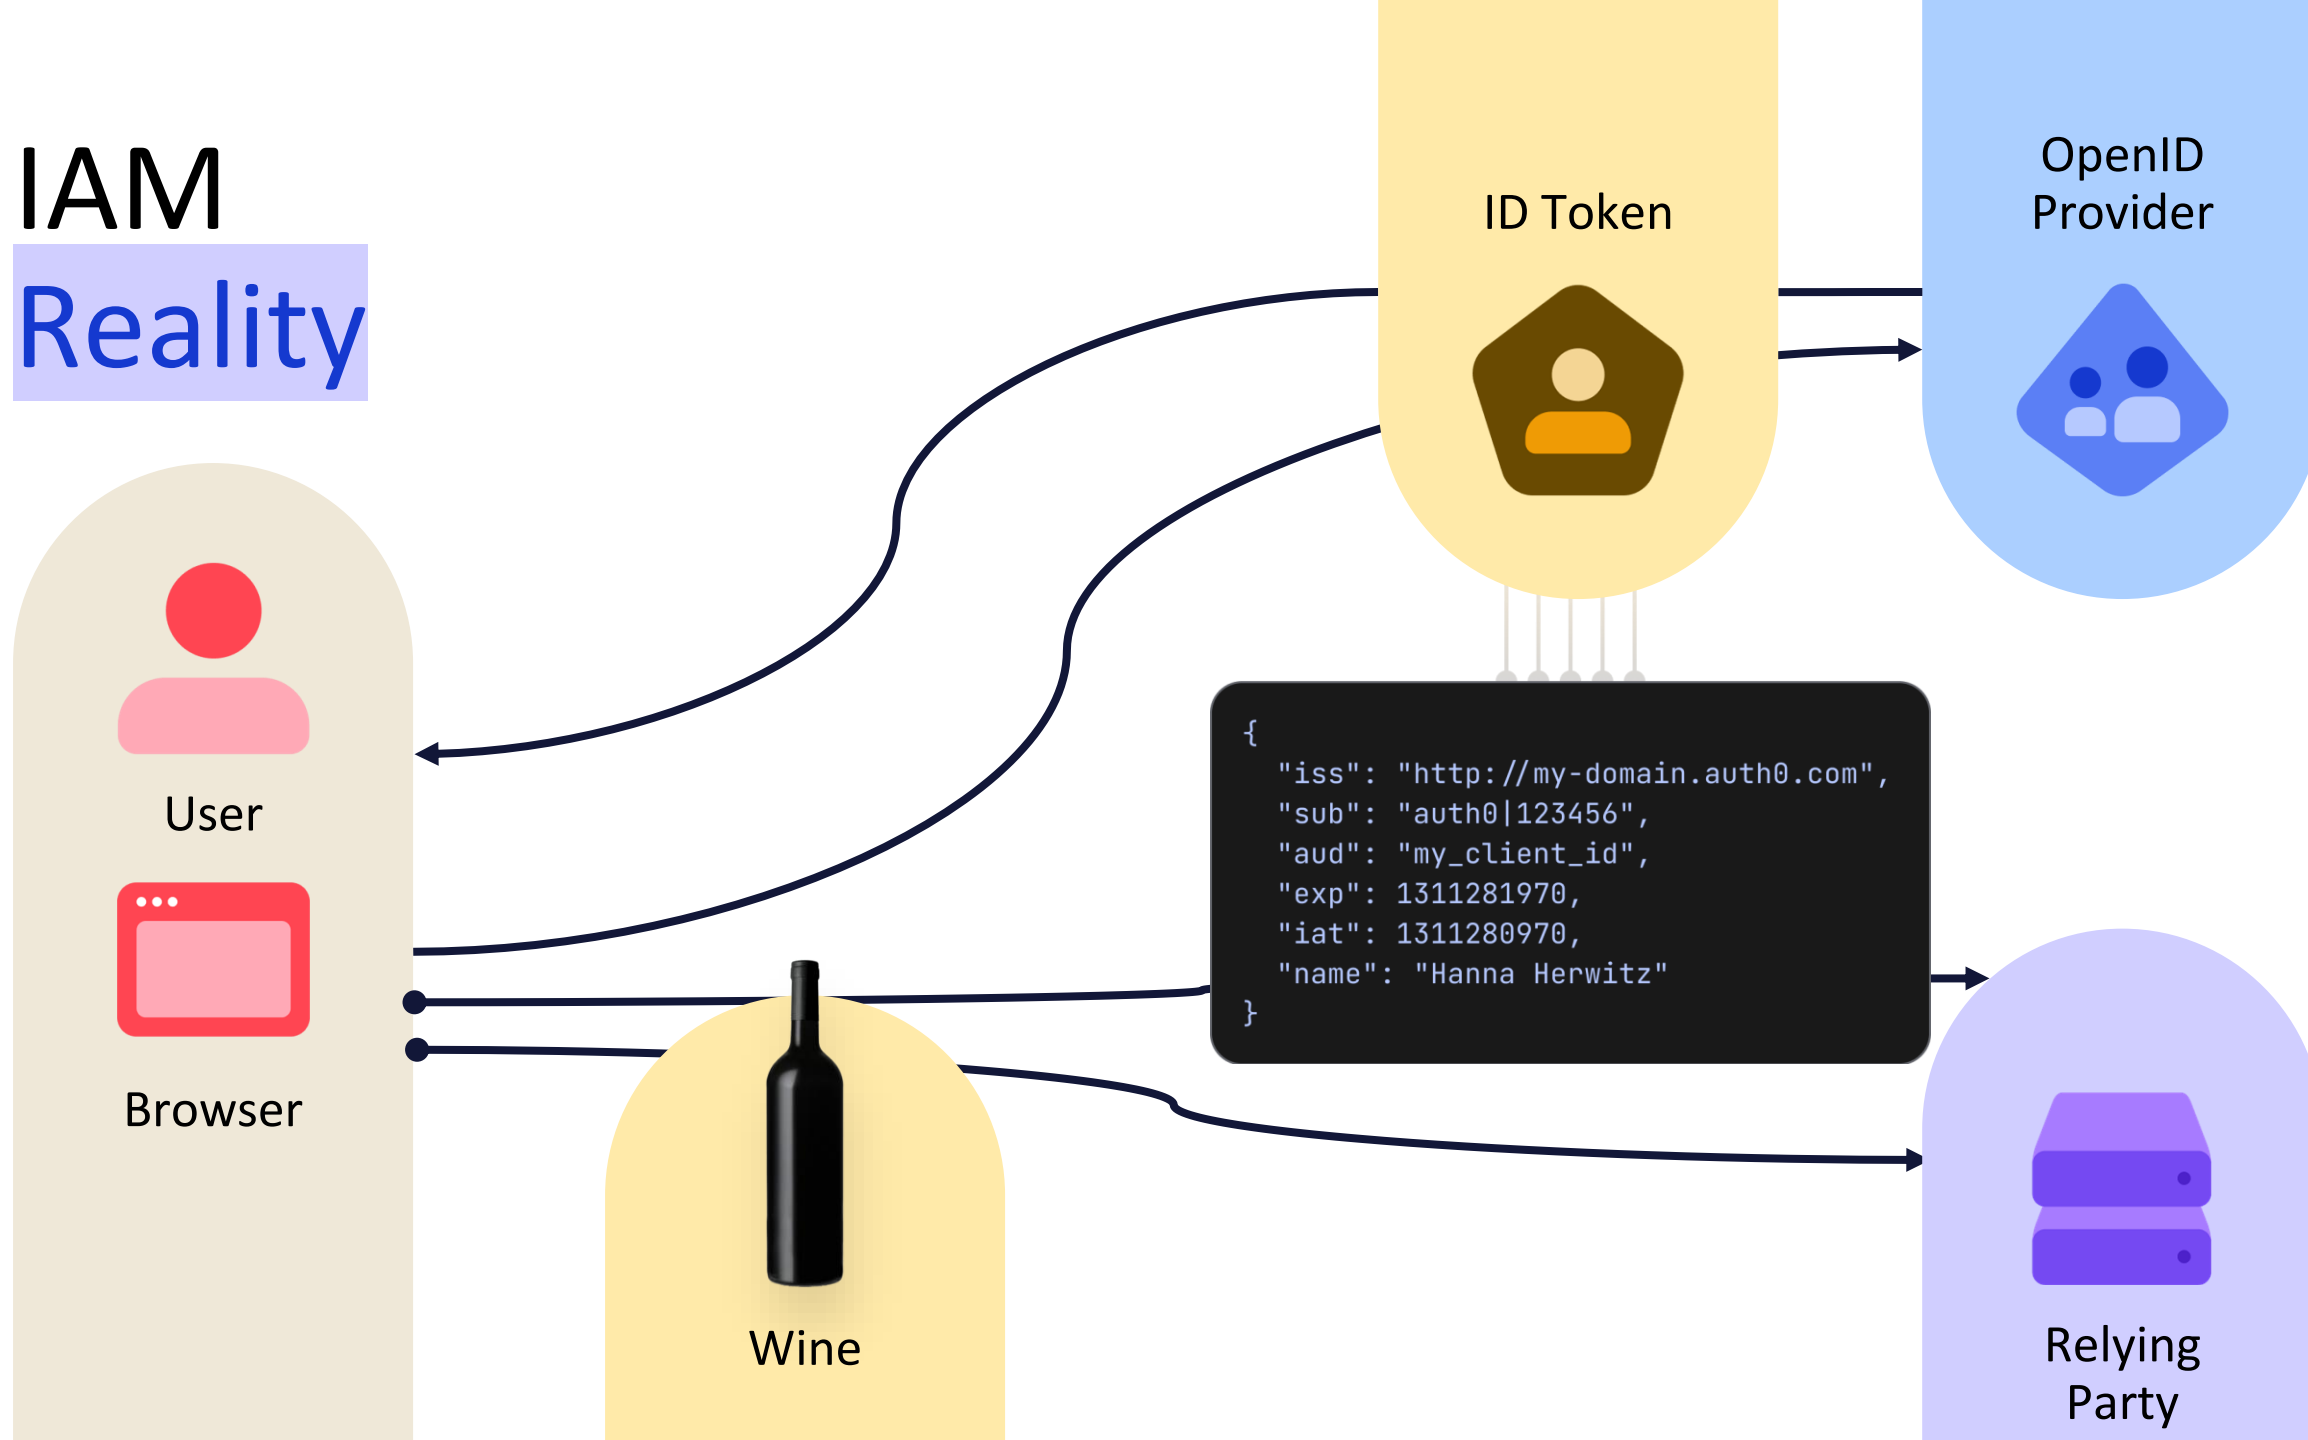 IAM
Reality
ID Token
OpenID
Provider
User
Browser
{
"iss": "http://my-domain.auth0.com",
"sub": "auth0|123456",
"aud": "my_client_id",
"exp": 1311281970,
"iat": 1311280970,
"name": "Hanna Herwitz"
}
Wine
Relying
Party